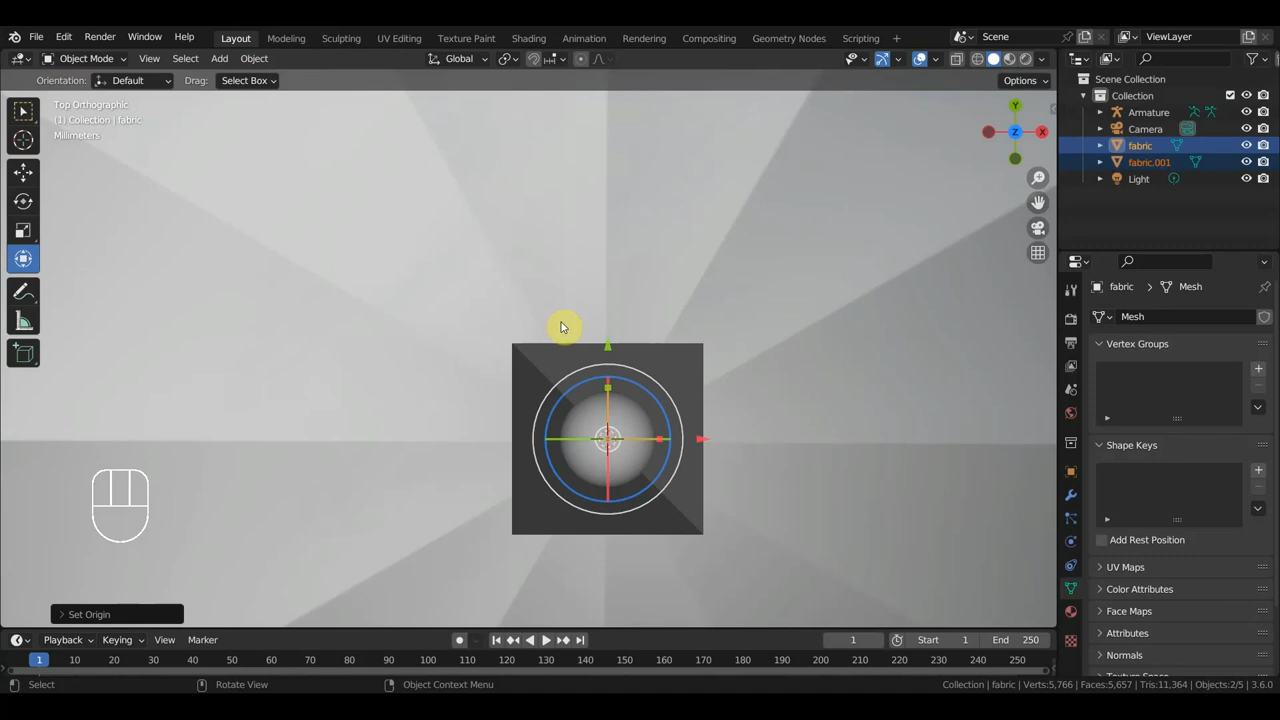 File Edit Render Window Help Layout Modeling Sculpting UV Editing Texture Paint Shading Animation Rendering Compositing Geometry Nodes Scripting + Scene ViewLayer
Object Mode View Select Add Object Global
Orientation: Default Drag: Select Box Options
Scene Collection
Collection
Armature
Camera
fabric
fabric.001
Light
Top Orthographic
(1) Collection | fabric
Millimeters
Y
X
Z
fabric > Mesh
Mesh
Vertex Groups
Shape Keys
Add Rest Position
UV Maps
Color Attributes
Face Maps
Attributes
Normals
Texture Space
Set Origin
Playback Keying View Marker 1 Start 1 End 250
1 10 20 30 40 50 60 70 80 90 100 110 120 130 140 150 160 170 180 190 200 210 220 230 240 250
Select Rotate View Object Context Menu Collection | fabric | Verts:5,766 | Faces:5,657 | Tris:11,364 | Objects:2/5 | 3.6.0